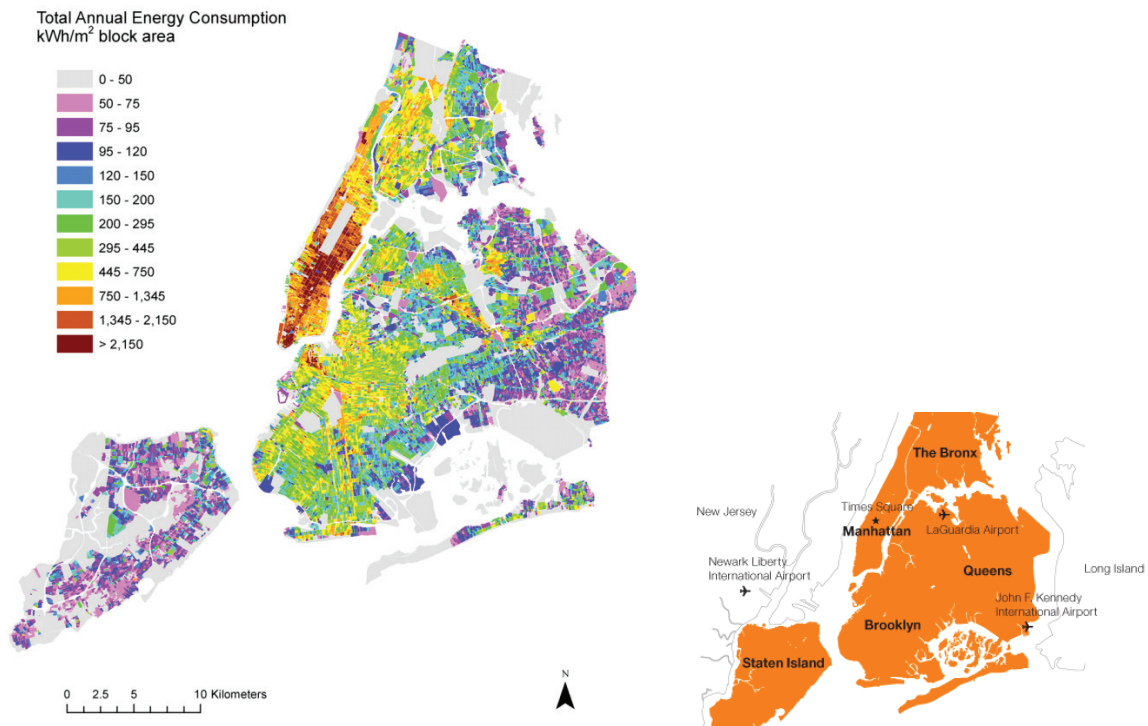 Total Annual Energy Consumption
kWh/m² block area
0 - 50
50 - 75
75 - 95
95 - 120
120 - 150
150 - 200
200 - 295
295 - 445
445 - 750
750 - 1,345
1,345 - 2,150
> 2,150
0 2.5 5 10 Kilometers
N
The Bronx
New Jersey
Times Square
Manhattan
LaGuardia Airport
Newark Liberty
International Airport
Queens
Long Island
John F. Kennedy
International Airport
Brooklyn
Staten Island